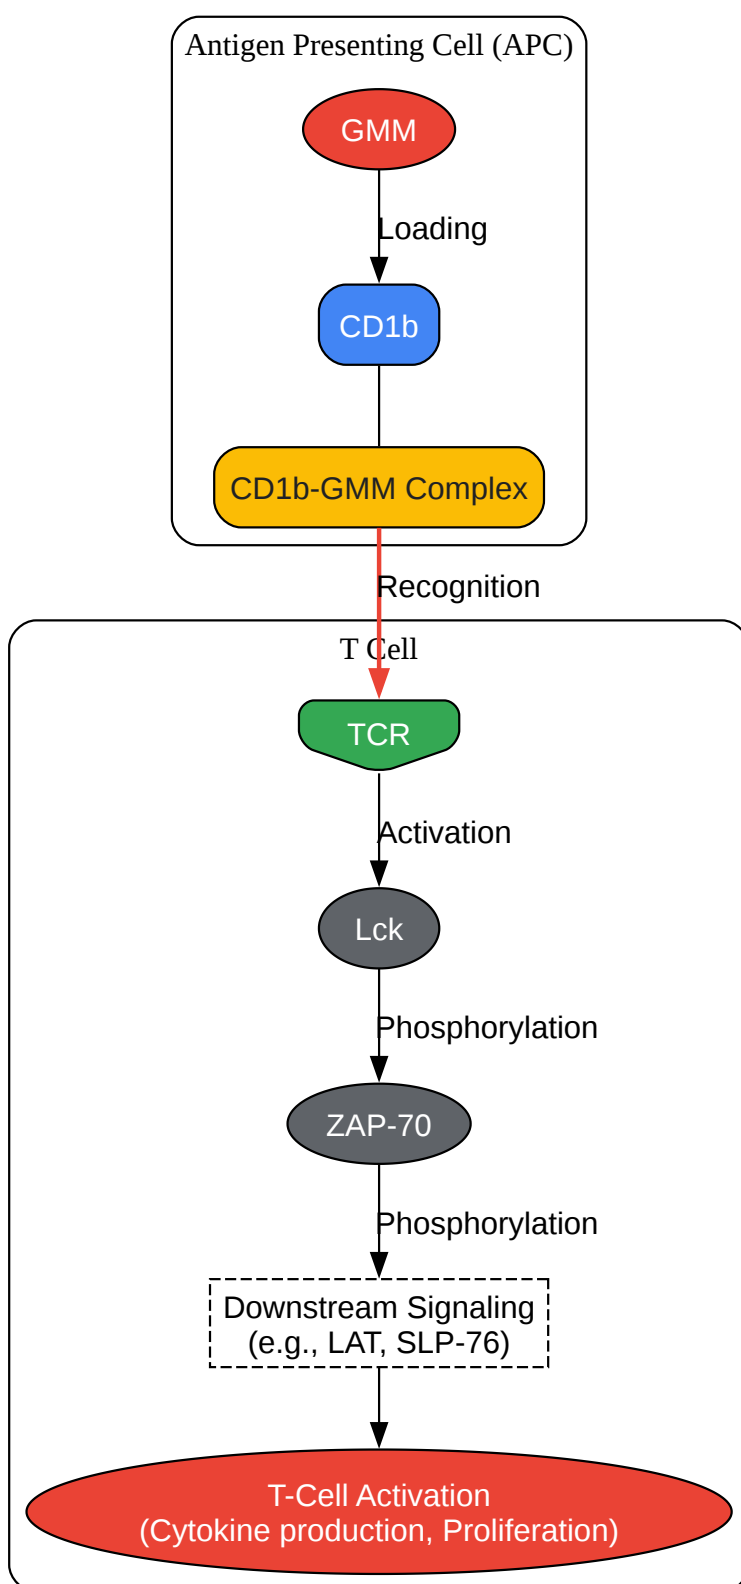 Antigen Presenting Cell (APC)
GMM
Loading
CD1b
CD1b-GMM Complex
Recognition
T Cell
TCR
Activation
Lck
Phosphorylation
ZAP-70
Phosphorylation
Downstream Signaling
(e.g., LAT, SLP-76)
T-Cell Activation
(Cytokine production, Proliferation)